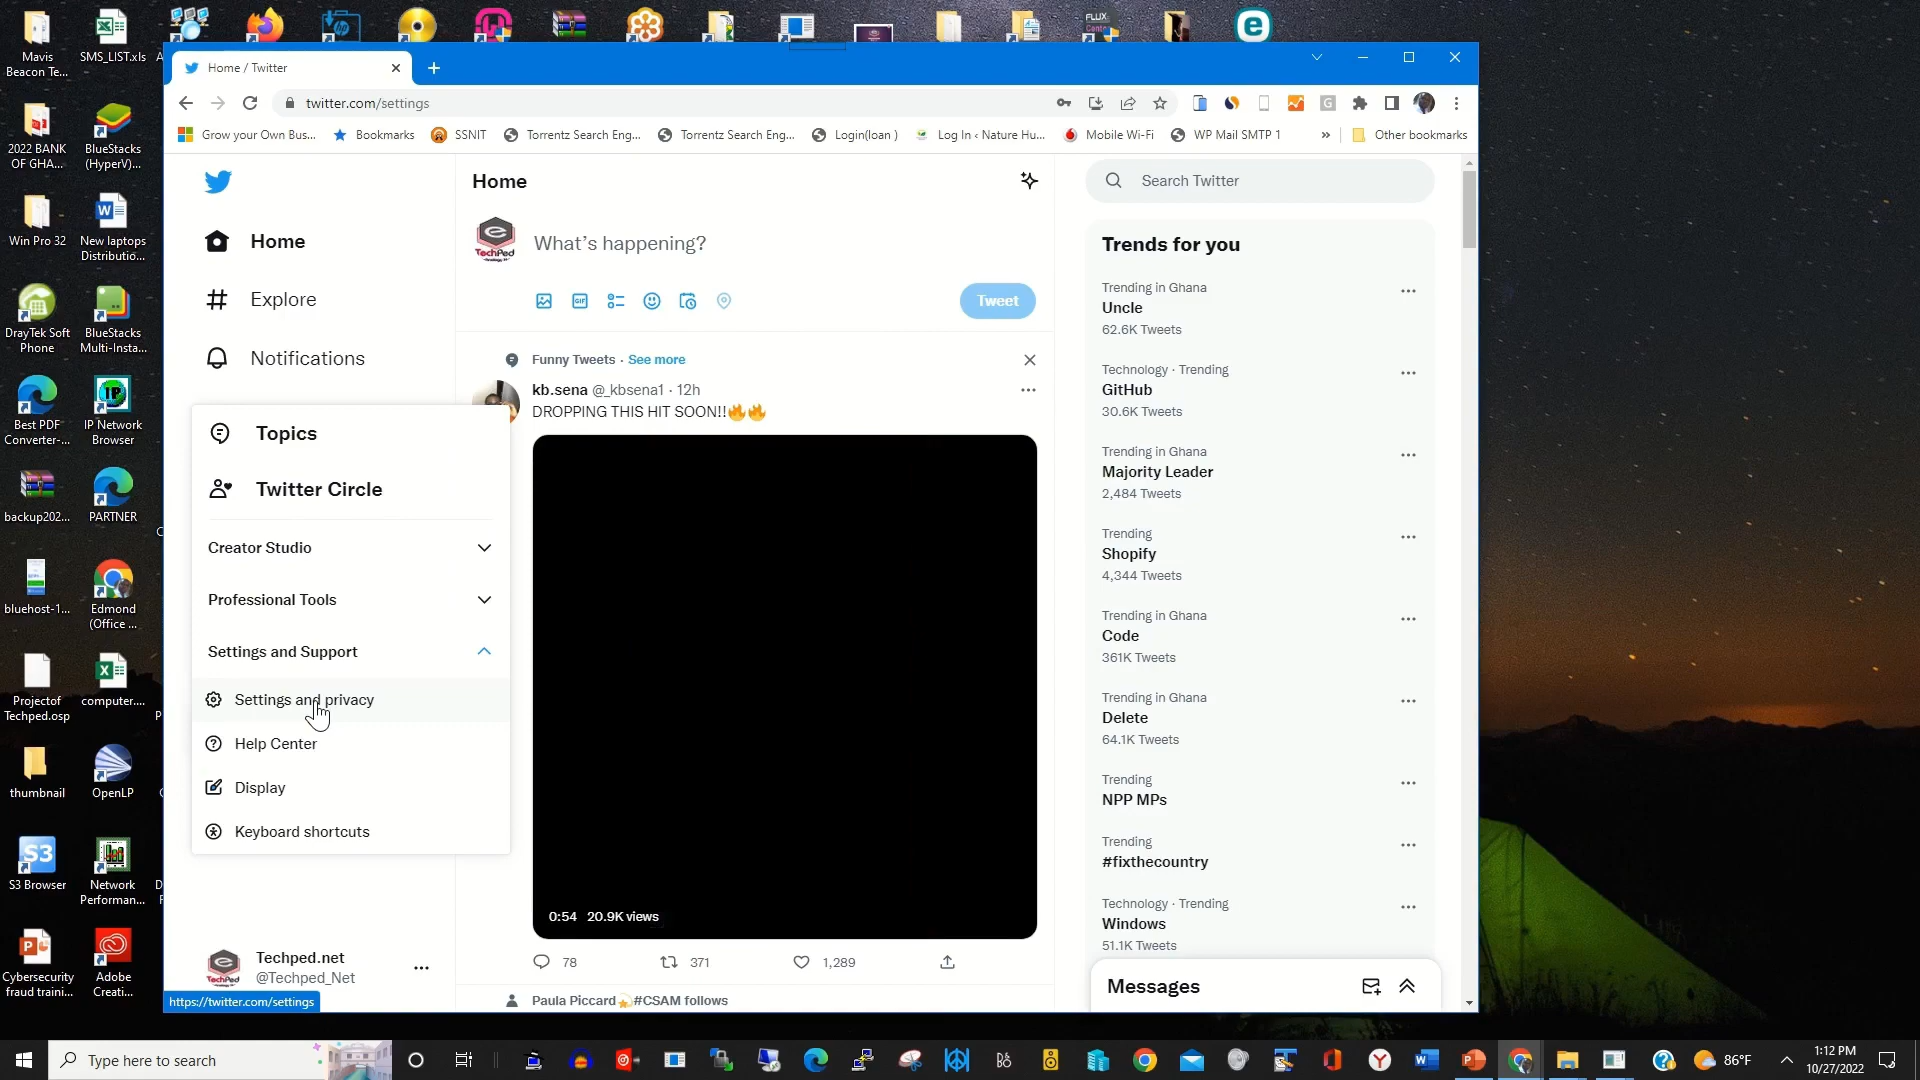 Mavis
Beacon Te...
SMS_LIST.xls
2022 BANK
OF GHA...
BlueStacks
(HyperV)...
Win Pro 32
New laptops
Distributio...
DrayTek Soft
Phone
BlueStacks
Multi-Insta...
Best PDF
Converter-...
IP Network
Browser
backup202...
PARTNER
bluehost-1...
Edmond
(Office ...
Projectof
Techped.osp
computer....
thumbnail
OpenLP
S3 Browser
Network
Performan...
Cybersecurity
fraud traini...
Adobe
Creati...
Home / Twitter
twitter.com/settings
Grow your Own Bus...
Bookmarks
SSNIT
Torrentz Search Eng...
Torrentz Search Eng...
Login(loan )
Log In ‹ Nature Hu...
Mobile Wi-Fi
WP Mail SMTP 1
»
Other bookmarks
Home
Explore
Notifications
Topics
Twitter Circle
Creator Studio
Professional Tools
Settings and Support
Settings and privacy
Help Center
Display
Keyboard shortcuts
Techped.net
@Techped_Net
https://twitter.com/settings
Home
What's happening?
GIF
Tweet
Funny Tweets · See more
kb.sena @_kbsena1 · 12h
DROPPING THIS HIT SOON!!🔥🔥
0:54 20.9K views
78
371
1,289
Paula Piccard💫#CSAM follows
Search Twitter
Trends for you
Trending in Ghana
Uncle
62.6K Tweets
Technology · Trending
GitHub
30.6K Tweets
Trending in Ghana
Majority Leader
2,484 Tweets
Trending
Shopify
4,344 Tweets
Trending in Ghana
Code
361K Tweets
Trending in Ghana
Delete
64.1K Tweets
Trending
NPP MPs
Trending
#fixthecountry
Technology · Trending
Windows
51.1K Tweets
Messages
Type here to search
86°F
1:12 PM
10/27/2022